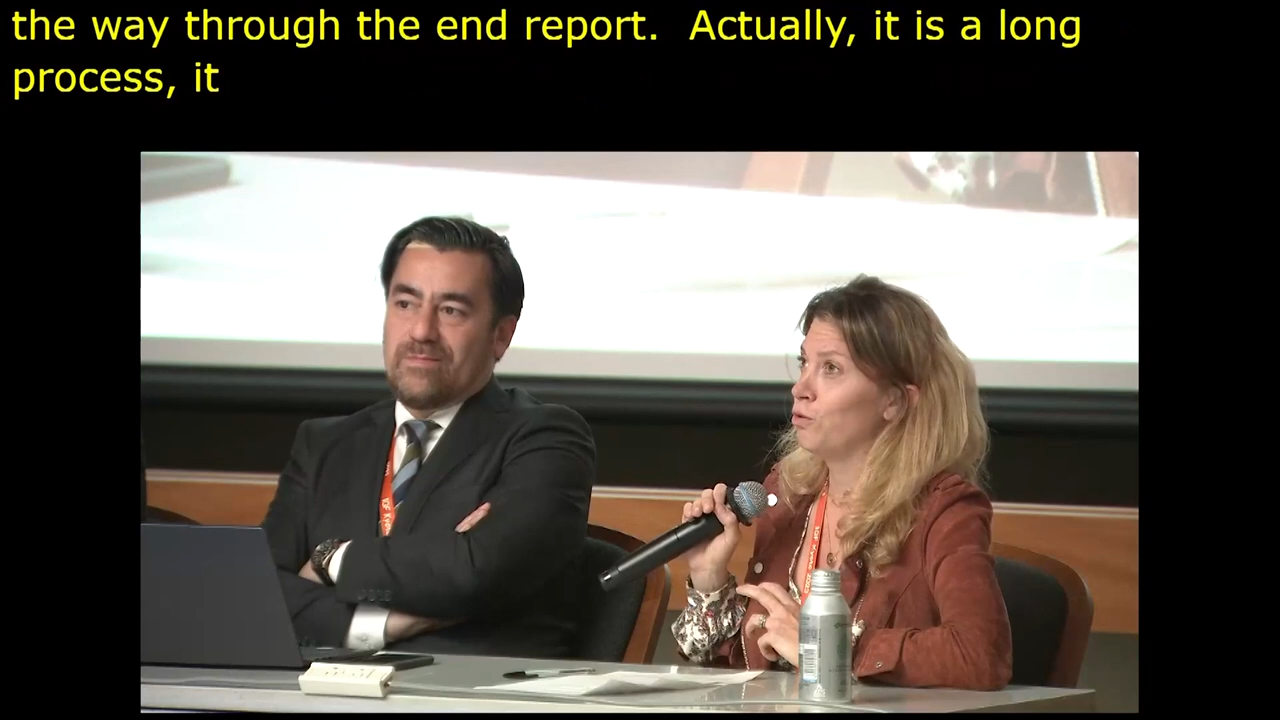 the way through the end report.  Actually, it is a long
process, it